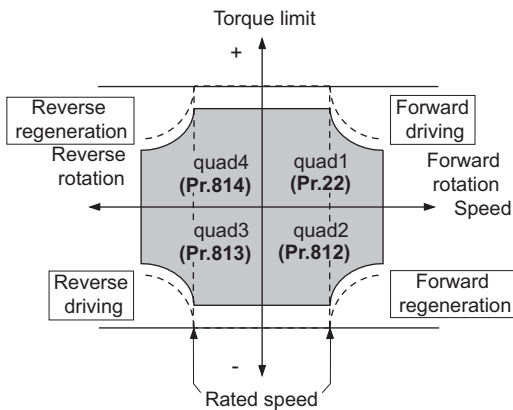 Torque limit
+
Reverse
regeneration
Forward
driving
Reverse
rotation
quad4
(Pr.814)
quad1
(Pr.22)
Forward
rotation
Speed
quad3
(Pr.813)
quad2
(Pr.812)
Reverse
driving
Forward
regeneration
-
Rated speed